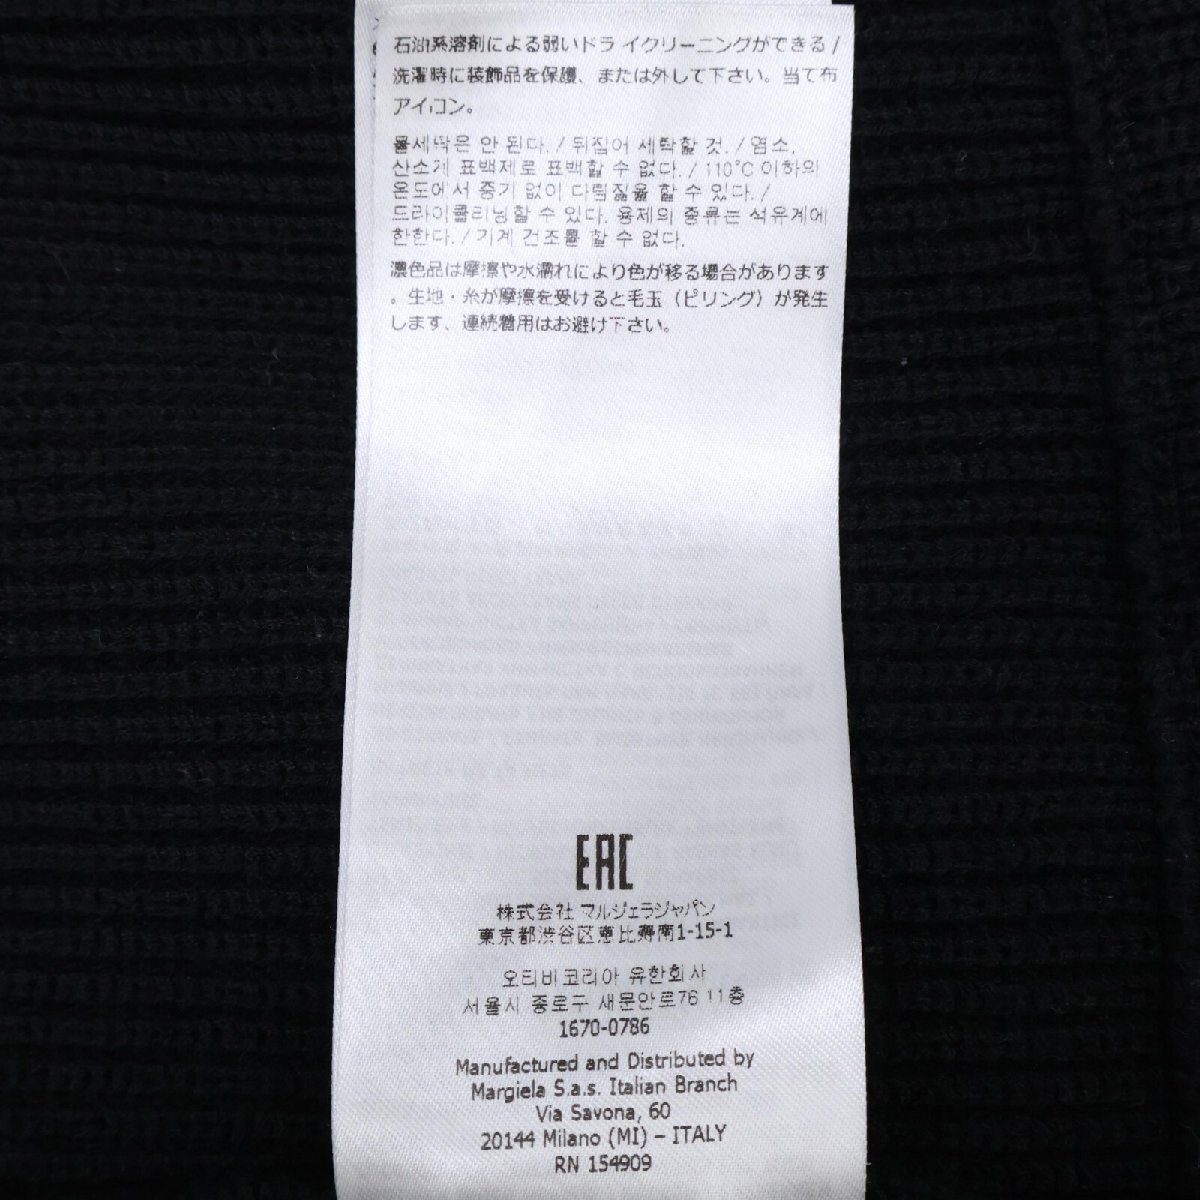 石油系溶剤による弱いドラ イクリーニングができる /
洗濯時に装飾品を保護、または外して下さい。当て布
アイロン。
물세탁은 안 된다. / 뒤집어 세탁할 것. / 염소,
산소계 표백제로 표백할 수 없다. / 110°C 이하의
온도에서 증기 없이 다림질을 할 수 있다. /
드라이클리닝할 수 있다. 용제의 종류는 석유계에
한한다. / 기계 건조를 할 수 없다.
濃色品は摩擦や水濡れにより色が移る場合があります
。生地・糸が摩擦を受けると毛玉（ピリング）が発生
します、連続着用はお避け下さい。
EAC
株式会社 マルジェラジャパン
東京都渋谷区恵比寿南1-15-1
오티비코리아 유한회사
서울시 종로구 새문안로76 11층
1670-0786
Manufactured and Distributed by
Margiela S.a.s. Italian Branch
Via Savona, 60
20144 Milano (MI) – ITALY
RN 154909